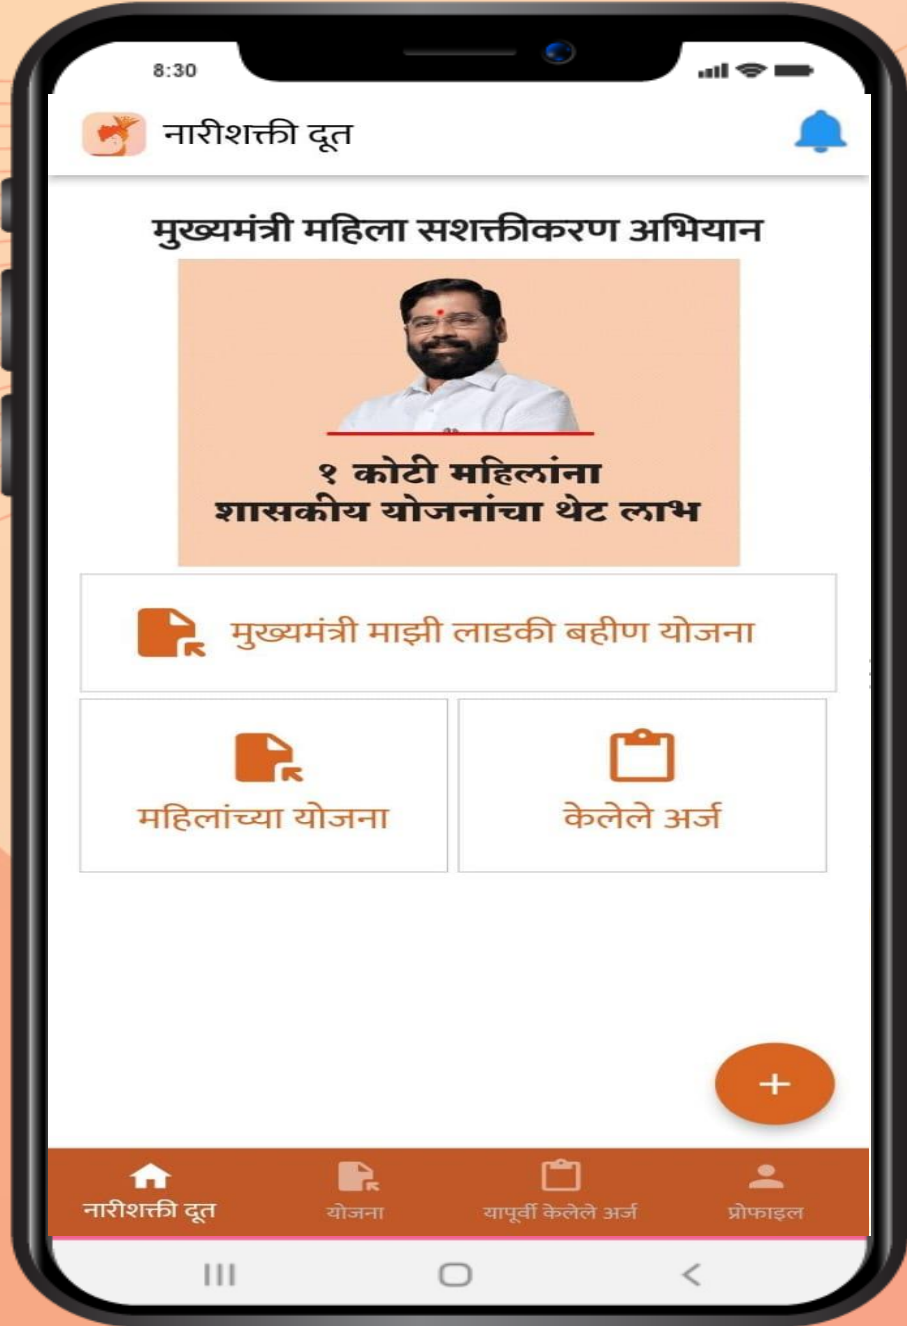 8:30
नारीशक्ती दूत
मुख्यमंत्री महिला सशक्तीकरण अभियान
१ कोटी महिलांना
शासकीय योजनांचा थेट लाभ
मुख्यमंत्री माझी लाडकी बहीण योजना
महिलांच्या योजना
केलेले अर्ज
+
नारीशक्ती दूत
योजना
यापूर्वी केलेले अर्ज
प्रोफाइल